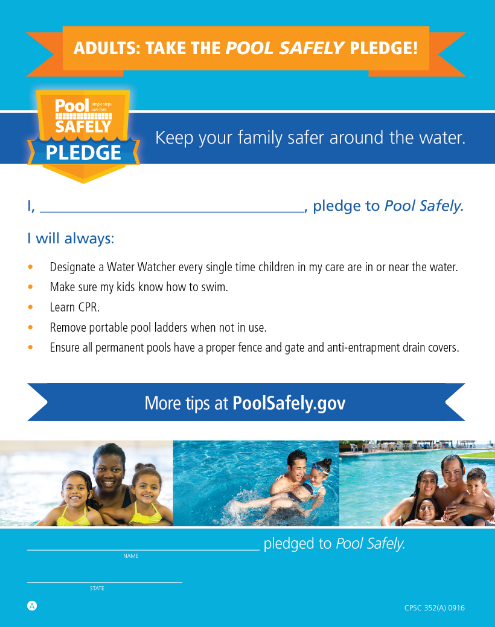 ADULTS: TAKE THE POOL SAFELY PLEDGE!
Pool
SAFELY
PLEDGE
Keep your family safer around the water.
I, ______________________________, pledge to Pool Safely.
I will always:
• Designate a Water Watcher every single time children in my care are in or near the water.
• Make sure my kids know how to swim.
• Learn CPR.
• Remove portable pool ladders when not in use.
• Ensure all permanent pools have a proper fence and gate and anti-entrapment drain covers.
More tips at PoolSafely.gov
______________________________ pledged to Pool Safely.
NAME
STATE
A
CPSC 352(A) 0916